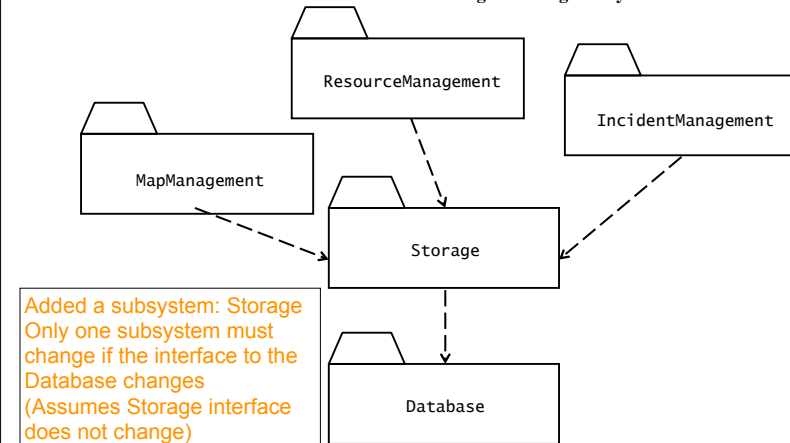 ResourceManagement
IncidentManagement
MapManagement
Storage
Added a subsystem: Storage
Only one subsystem must
change if the interface to the
Database changes
(Assumes Storage interface
does not change)
Database